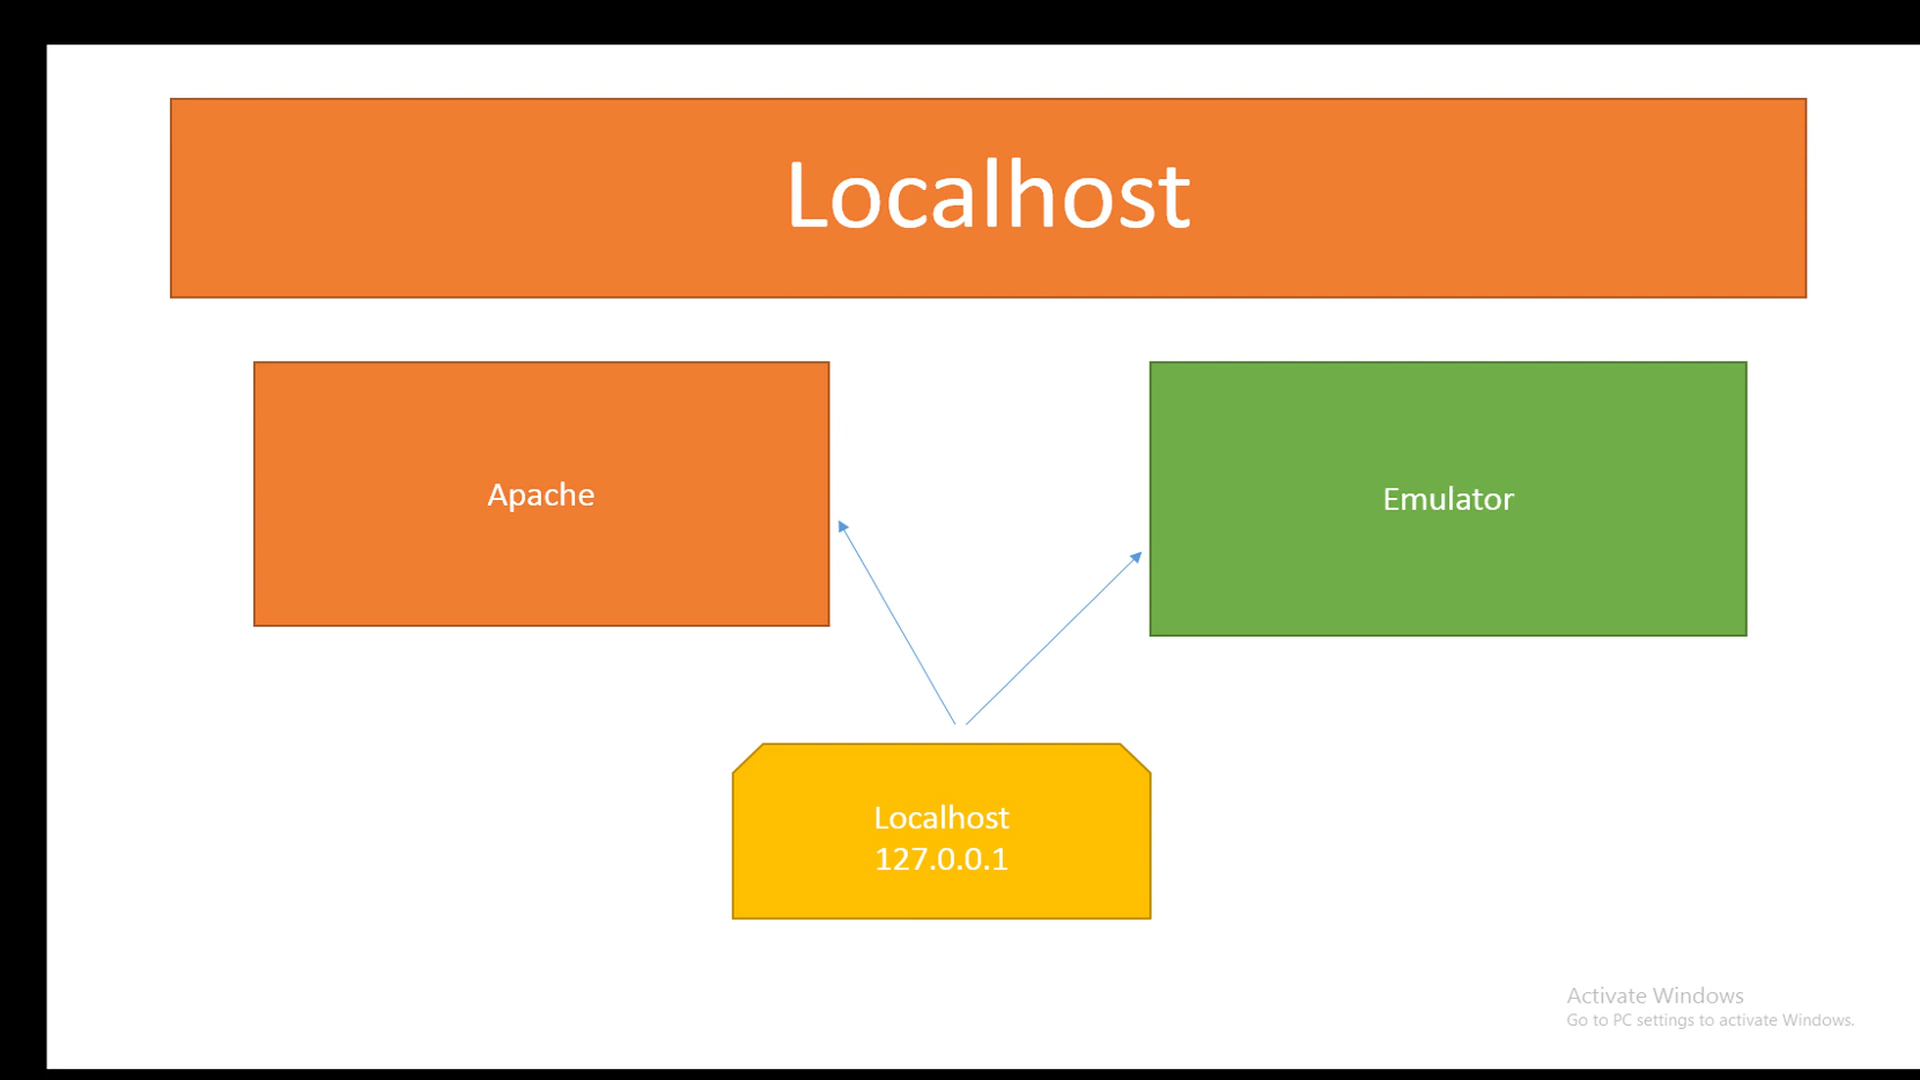 Localhost
Apache
Emulator
Localhost
127.0.0.1
Activate Windows
Go to PC settings to activate Windows.